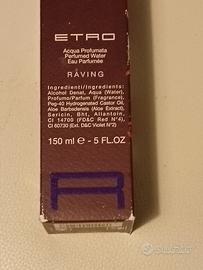 ETRO
Acqua Profumata
Perfumed Water
Eau Parfumée
RÂVING
Ingredienti/Ingredients:
Alcohol Denat, Aqua (Water),
Profumo/Parfum (Fragrance),
Peg-40 Hydrogenated Castor Oil,
Aloe Barbadensis (Aloe Extract),
Sericin, Bht, Allantoin,
CI 14700 (FD&C Red N°4),
CI 60730 (Ext. D&C Violet N°2)
150 ml e - 5 FL.OZ
R
subito